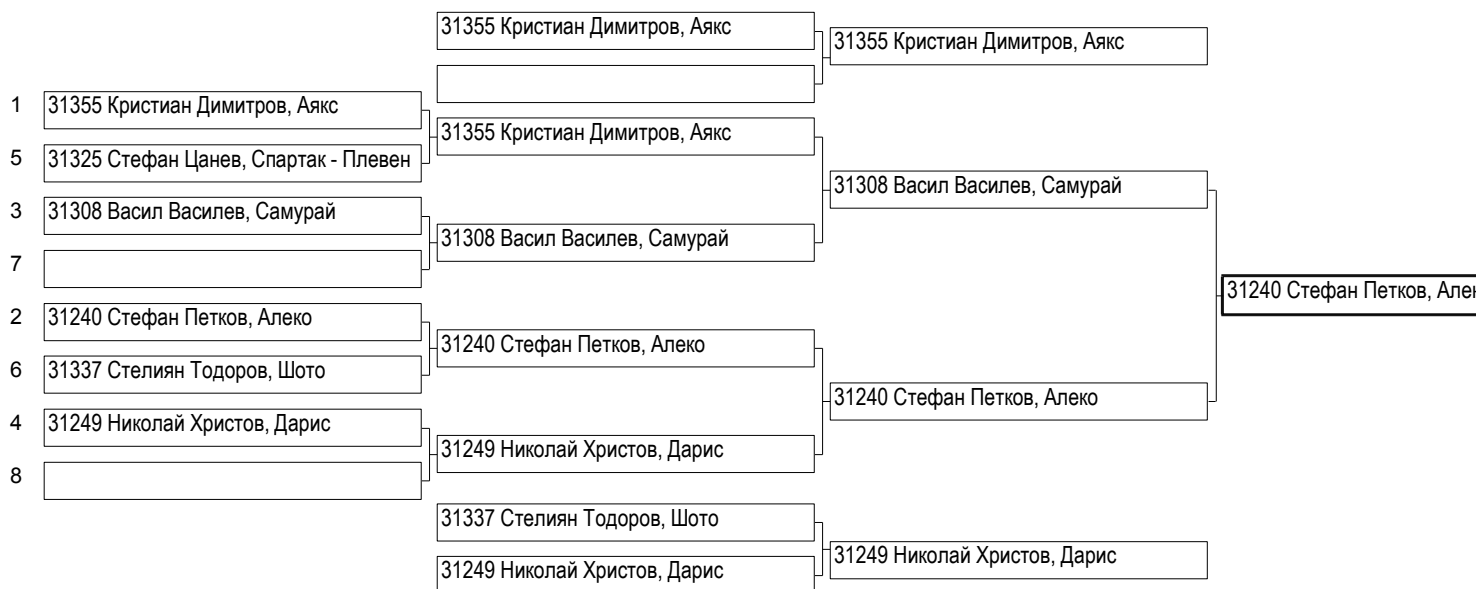 31355 Кристиан Димитров, Аякс
31355 Кристиан Димитров, Аякс
1 31355 Кристиан Димитров, Аякс
31355 Кристиан Димитров, Аякс
5 31325 Стефан Цанев, Спартак - Плевен
31308 Васил Василев, Самурай
3 31308 Васил Василев, Самурай
31308 Васил Василев, Самурай
7
31240 Стефан Петков, Але
2 31240 Стефан Петков, Алеко
31240 Стефан Петков, Алеко
6 31337 Стелиян Тодоров, Шото
31240 Стефан Петков, Алеко
4 31249 Николай Христов, Дарис
31249 Николай Христов, Дарис
8
31337 Стелиян Тодоров, Шото
31249 Николай Христов, Дарис
31249 Николай Христов, Дарис